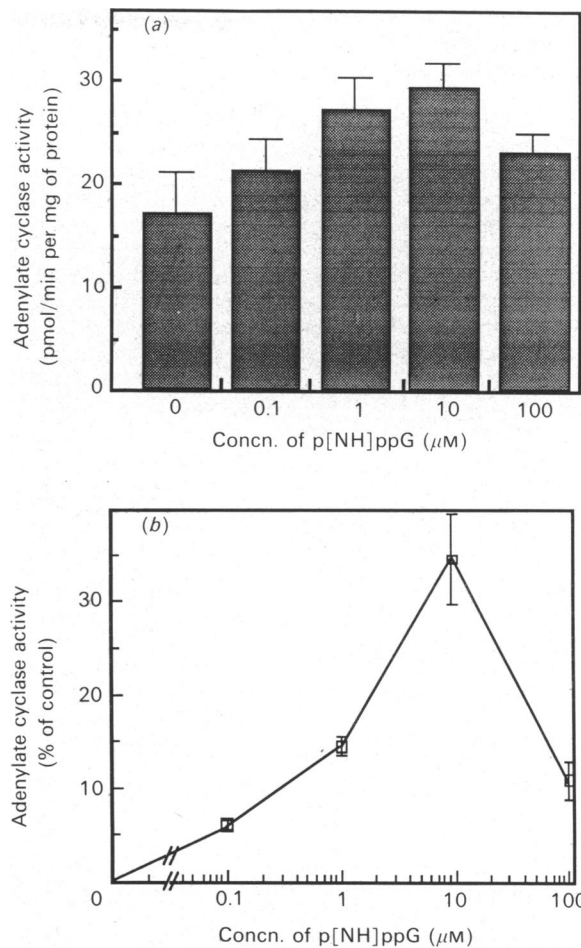 (a)
Adenylate cyclase activity
(pmol/min per mg of protein)
30
20
10
0
0 0.1 1 10 100
Concn. of p[NH]ppG (μM)
(b)
Adenylate cyclase activity
(% of control)
30
20
10
0
0.1 1 10 100
Concn. of p[NH]ppG (μM)